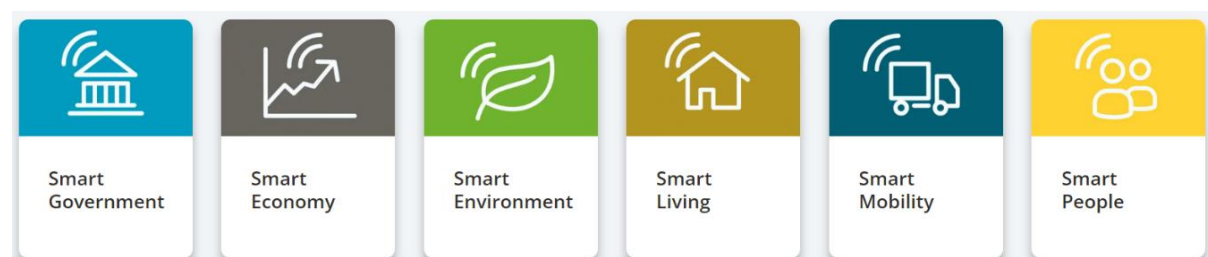 Smart
Government
Smart
Economy
Smart
Environment
Smart
Living
Smart
Mobility
Smart
People